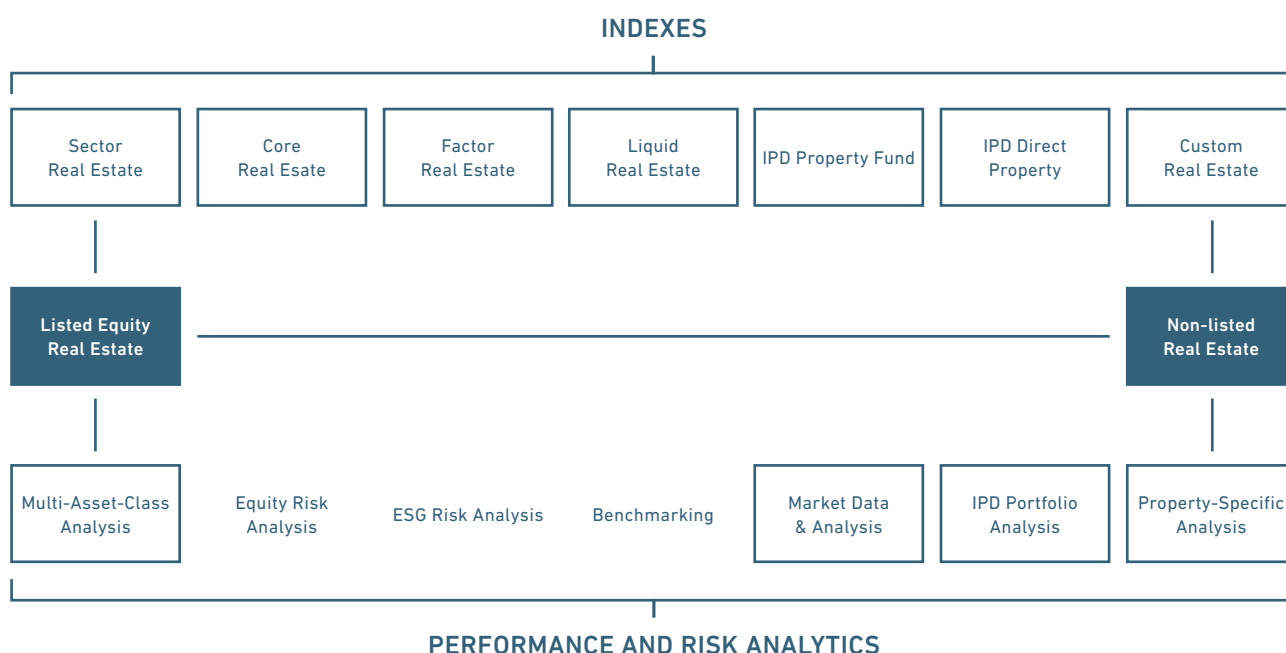 INDEXES
Sector
Real Estate
Core
Real Esate
Factor
Real Estate
Liquid
Real Estate
IPD Property Fund
IPD Direct
Property
Custom
Real Estate
Listed Equity
Real Estate
Non-listed
Real Estate
Multi-Asset-Class
Analysis
Equity Risk
Analysis
ESG Risk Analysis
Benchmarking
Market Data
& Analysis
IPD Portfolio
Analysis
Property-Specific
Analysis
PERFORMANCE AND RISK ANALYTICS